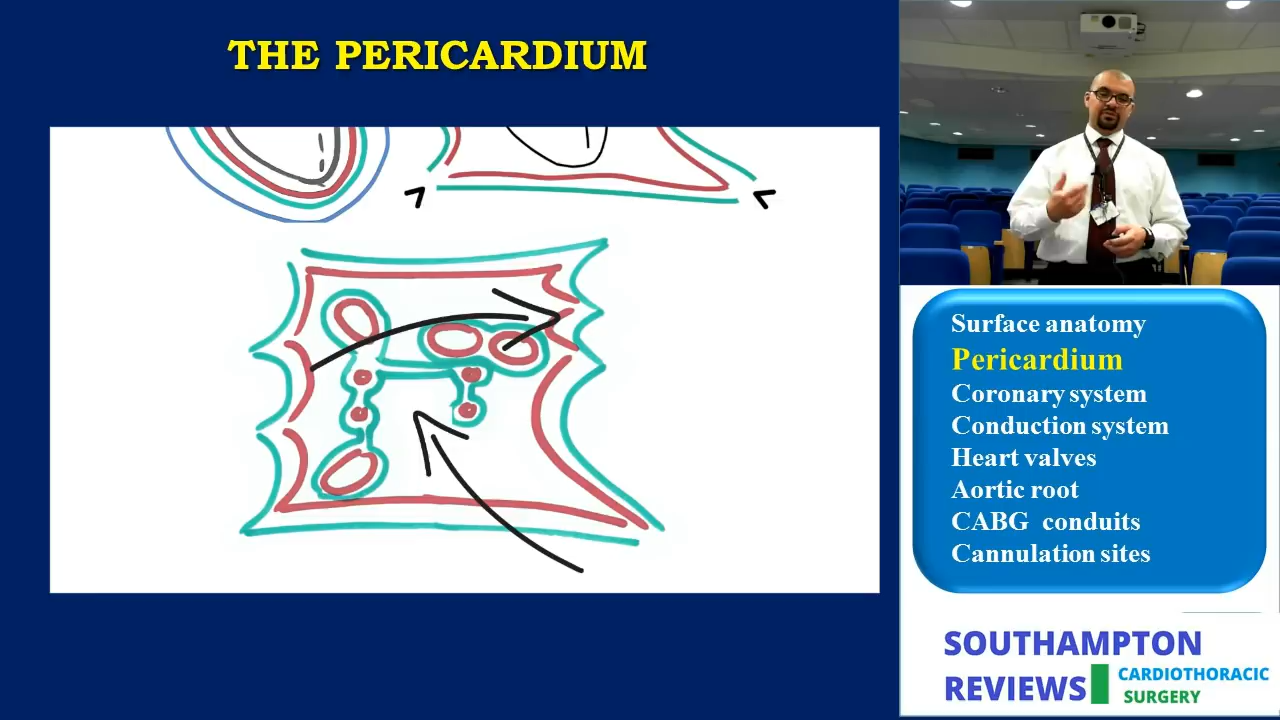 THE PERICARDIUM
Surface anatomy
Pericardium
Coronary system
Conduction system
Heart valves
Aortic root
CABG conduits
Cannulation sites
SOUTHAMPTON
REVIEWS
CARDIOTHORACIC
SURGERY